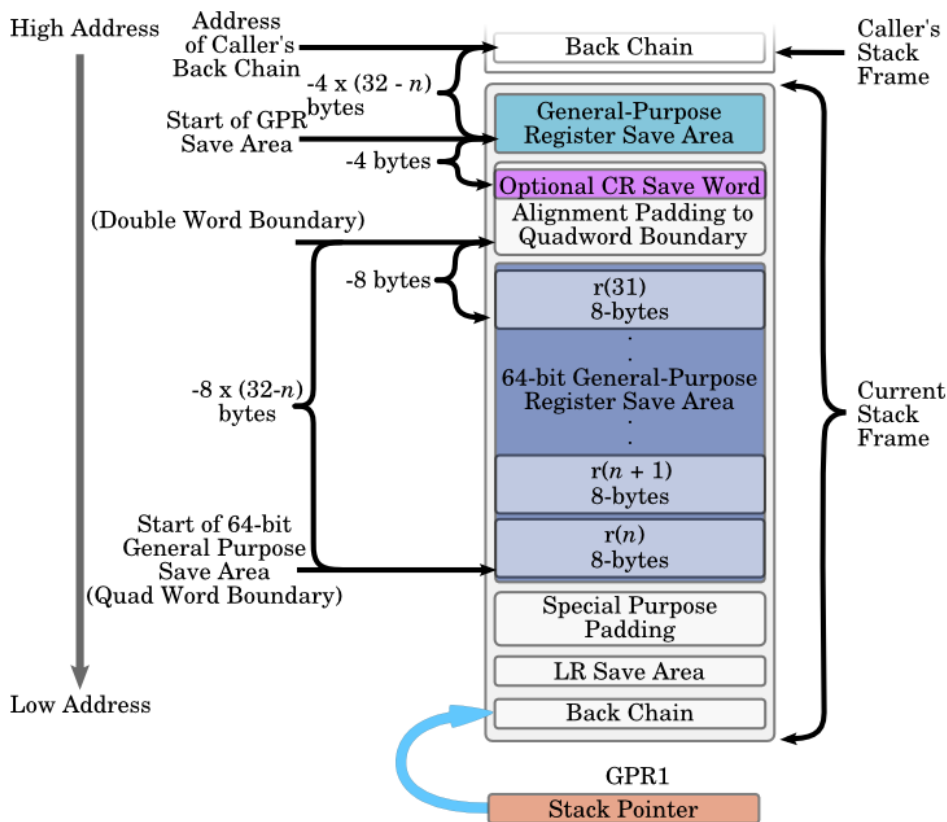 High Address
Address
of Caller's
Back Chain
Back Chain
Caller's
Stack
Frame
-4 x (32 - n)
bytes
General-Purpose
Register Save Area
Start of GPR
Save Area
-4 bytes
Optional CR Save Word
Alignment Padding to
Quadword Boundary
(Double Word Boundary)
-8 bytes
r(31)
8-bytes
.
.
64-bit General-Purpose
Register Save Area
.
.
-8 x (32-n)
bytes
Current
Stack
Frame
r(n + 1)
8-bytes
r(n)
8-bytes
Start of 64-bit
General Purpose
Save Area
(Quad Word Boundary)
Special Purpose
Padding
LR Save Area
Low Address
Back Chain
GPR1
Stack Pointer